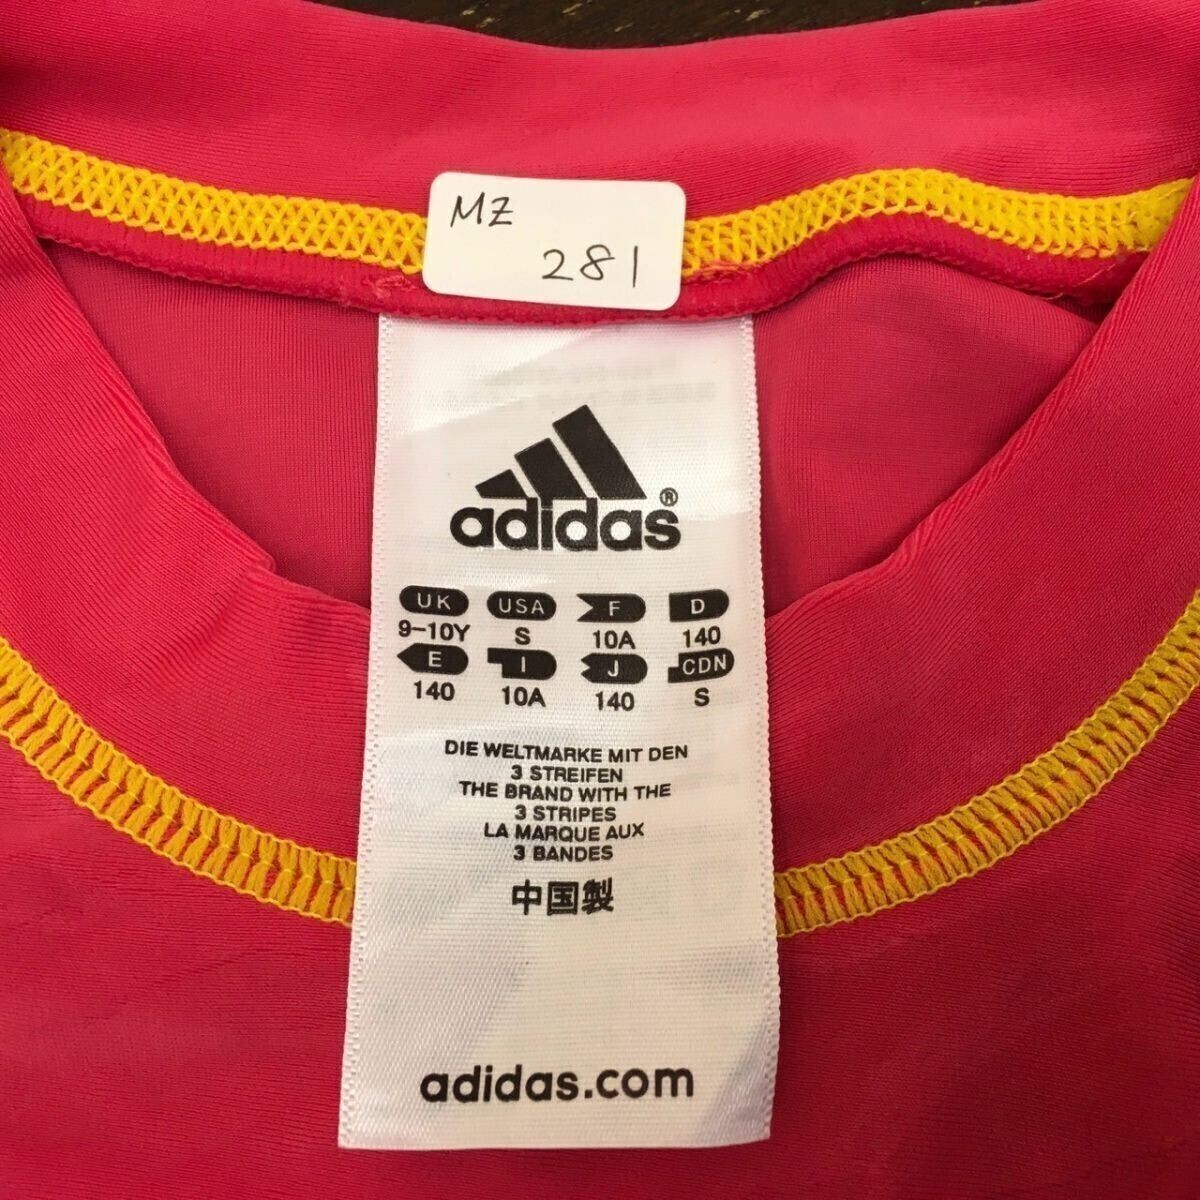 MZ
281
adidas®
UK USA F D
9-10Y S 10A 140
E I J CDN
140 10A 140 S
DIE WELTMARKE MIT DEN
3 STREIFEN
THE BRAND WITH THE
3 STRIPES
LA MARQUE AUX
3 BANDES
中国製
adidas.com